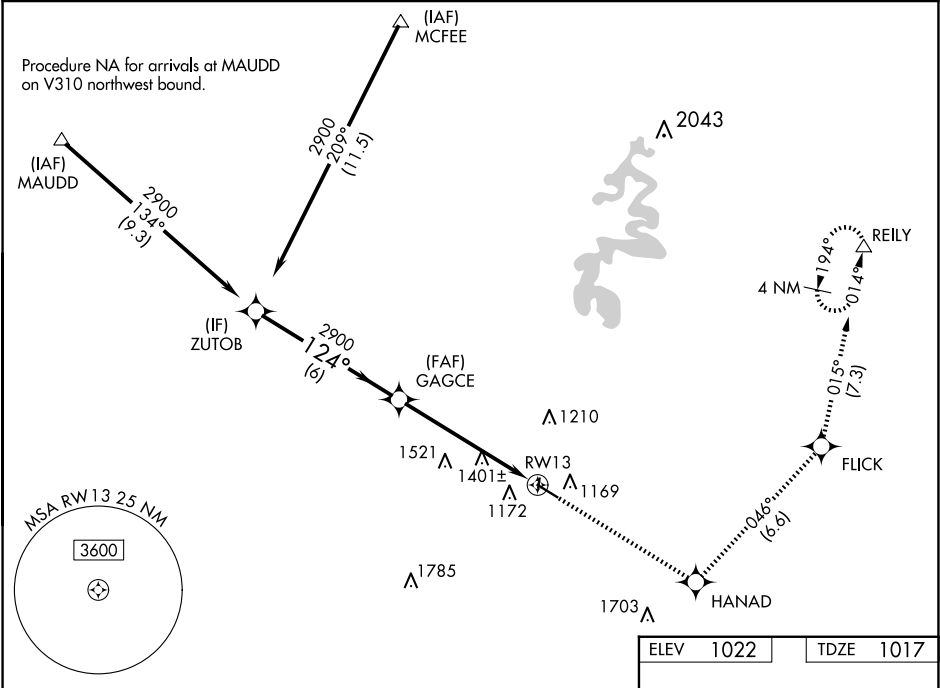 (IAF)
MCFEE
Procedure NA for arrivals at MAUDD
on V310 northwest bound.
2900
209°
(11.5)
2043
(IAF)
MAUDD
2900
134°
(9.3)
REILY
194°
014°
4 NM
(IF)
ZUTOB
2900
124°
(6)
(FAF)
GAGCE
015°
(7.3)
1210
1521
1401±
RW13
1169
1172
FLICK
046°
(6.6)
MSA RW13 25 NM
3600
1785
HANAD
1703
ELEV 1022
TDZE 1017